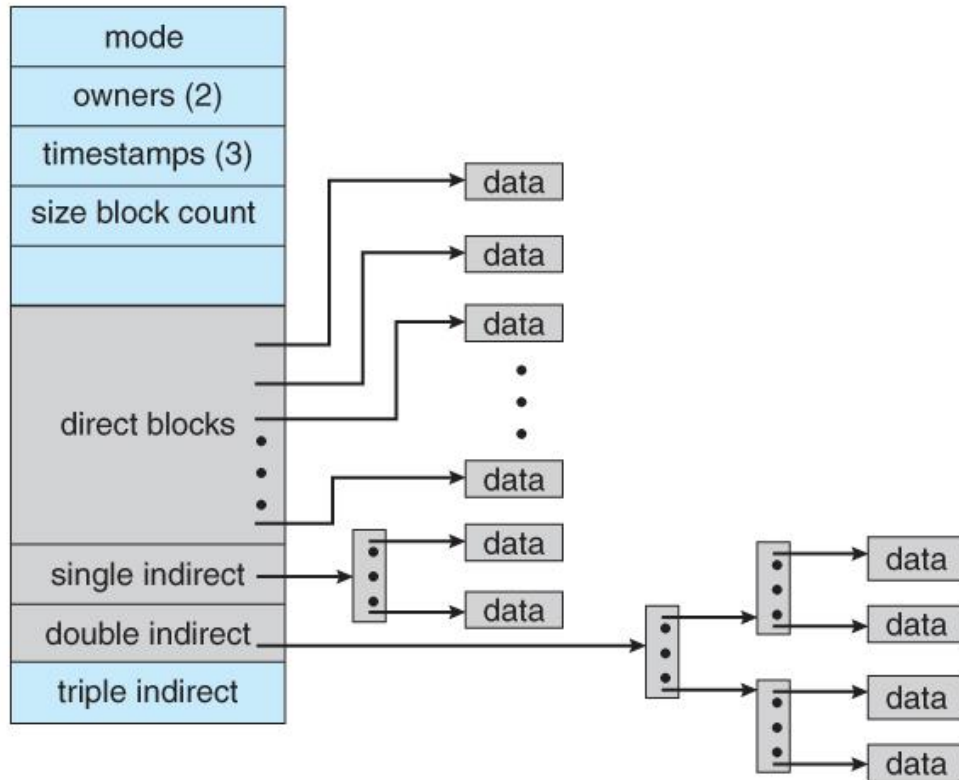 mode
owners (2)
timestamps (3)
size block count
direct blocks
single indirect
double indirect
triple indirect
data
data
data
data
data
data
data
data
data
data